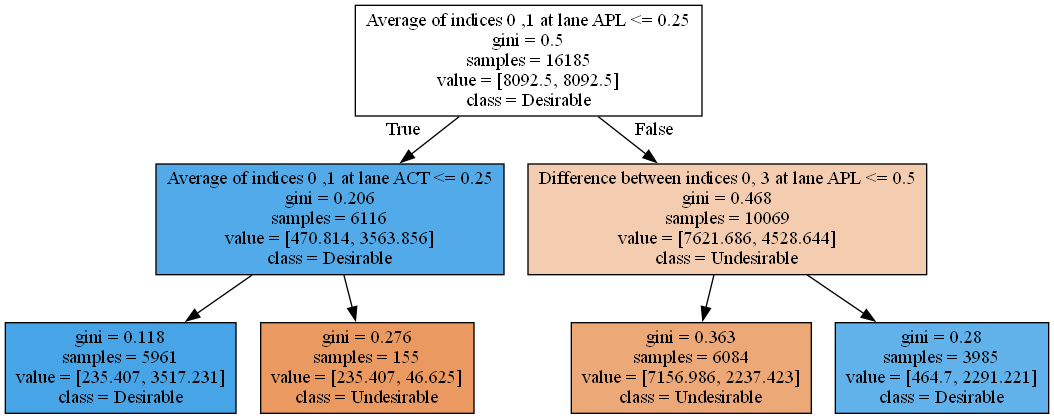 Average of indices 0 ,1 at lane APL <= 0.25
gini = 0.5
samples = 16185
value = [8092.5, 8092.5]
class = Desirable
True
False
Average of indices 0 ,1 at lane ACT <= 0.25
gini = 0.206
samples = 6116
value = [470.814, 3563.856]
class = Desirable
Difference between indices 0, 3 at lane APL <= 0.5
gini = 0.468
samples = 10069
value = [7621.686, 4528.644]
class = Undesirable
gini = 0.118
samples = 5961
value = [235.407, 3517.231]
class = Desirable
gini = 0.276
samples = 155
value = [235.407, 46.625]
class = Undesirable
gini = 0.363
samples = 6084
value = [7156.986, 2237.423]
class = Undesirable
gini = 0.28
samples = 3985
value = [464.7, 2291.221]
class = Desirable